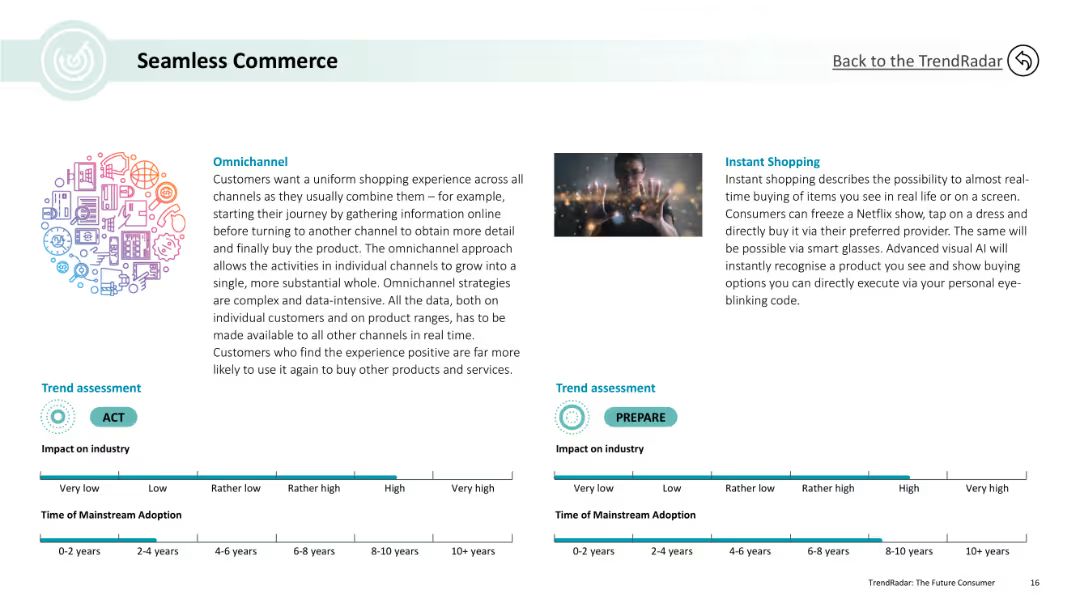 Seamless Commerce
Back to the TrendRadar
Omnichannel
Customers want a uniform shopping experience across all
channels as they usually combine them – for example,
starting their journey by gathering information online
before turning to another channel to obtain more detail
and finally buy the product. The omnichannel approach
allows the activities in individual channels to grow into a
single, more substantial whole. Omnichannel strategies
are complex and data-intensive. All the data, both on
individual customers and on product ranges, has to be
made available to all other channels in real time.
Customers who find the experience positive are far more
likely to use it again to buy other products and services.
Trend assessment
ACT
Impact on industry
Very low Low Rather low Rather high High Very high
Time of Mainstream Adoption
0-2 years 2-4 years 4-6 years 6-8 years 8-10 years 10+ years
Instant Shopping
Instant shopping describes the possibility to almost real-
time buying of items you see in real life or on a screen.
Consumers can freeze a Netflix show, tap on a dress and
directly buy it via their preferred provider. The same will
be possible via smart glasses. Advanced visual AI will
instantly recognise a product you see and show buying
options you can directly execute via your personal eye-
blinking code.
Trend assessment
PREPARE
Impact on industry
Very low Low Rather low Rather high High Very high
Time of Mainstream Adoption
0-2 years 2-4 years 4-6 years 6-8 years 8-10 years 10+ years
TrendRadar: The Future Consumer
16